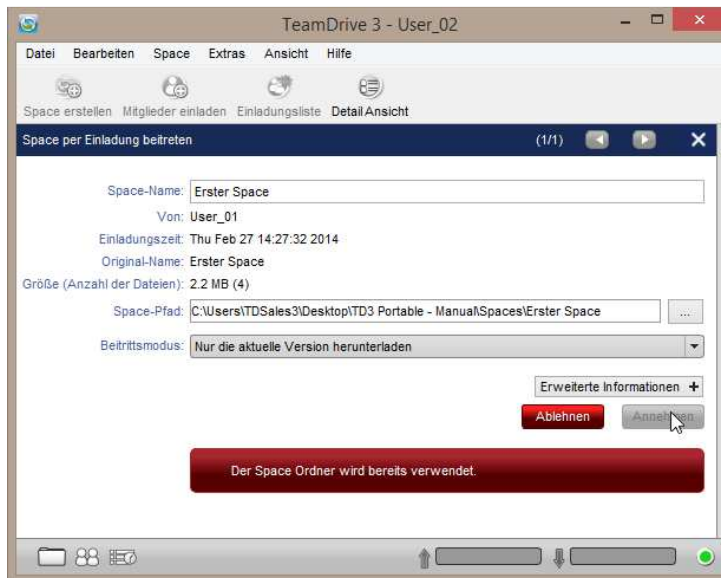 TeamDrive 3 - User_02
Datei Bearbeiten Space Extras Ansicht Hilfe
Space erstellen Mitglieder einladen Einladungsliste Detail Ansicht
Space per Einladung beitreten (1/1)
Space-Name: Erster Space
Von: User_01
Einladungszeit: Thu Feb 27 14:27:32 2014
Original-Name: Erster Space
Größe (Anzahl der Dateien): 2.2 MB (4)
Space-Pfad: C:\Users\TDSales3\Desktop\TD3 Portable - Manual\Spaces\Erster Space ...
Beitrittsmodus: Nur die aktuelle Version herunterladen
Erweiterte Informationen +
Ablehnen Annehmen
Der Space Ordner wird bereits verwendet.